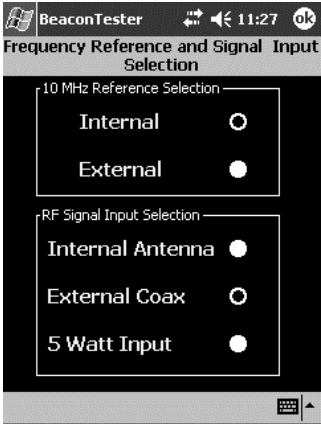 BeaconTester 11:27 ok
Frequency Reference and Signal Input
Selection
10 MHz Reference Selection
Internal
External
RF Signal Input Selection
Internal Antenna
External Coax
5 Watt Input